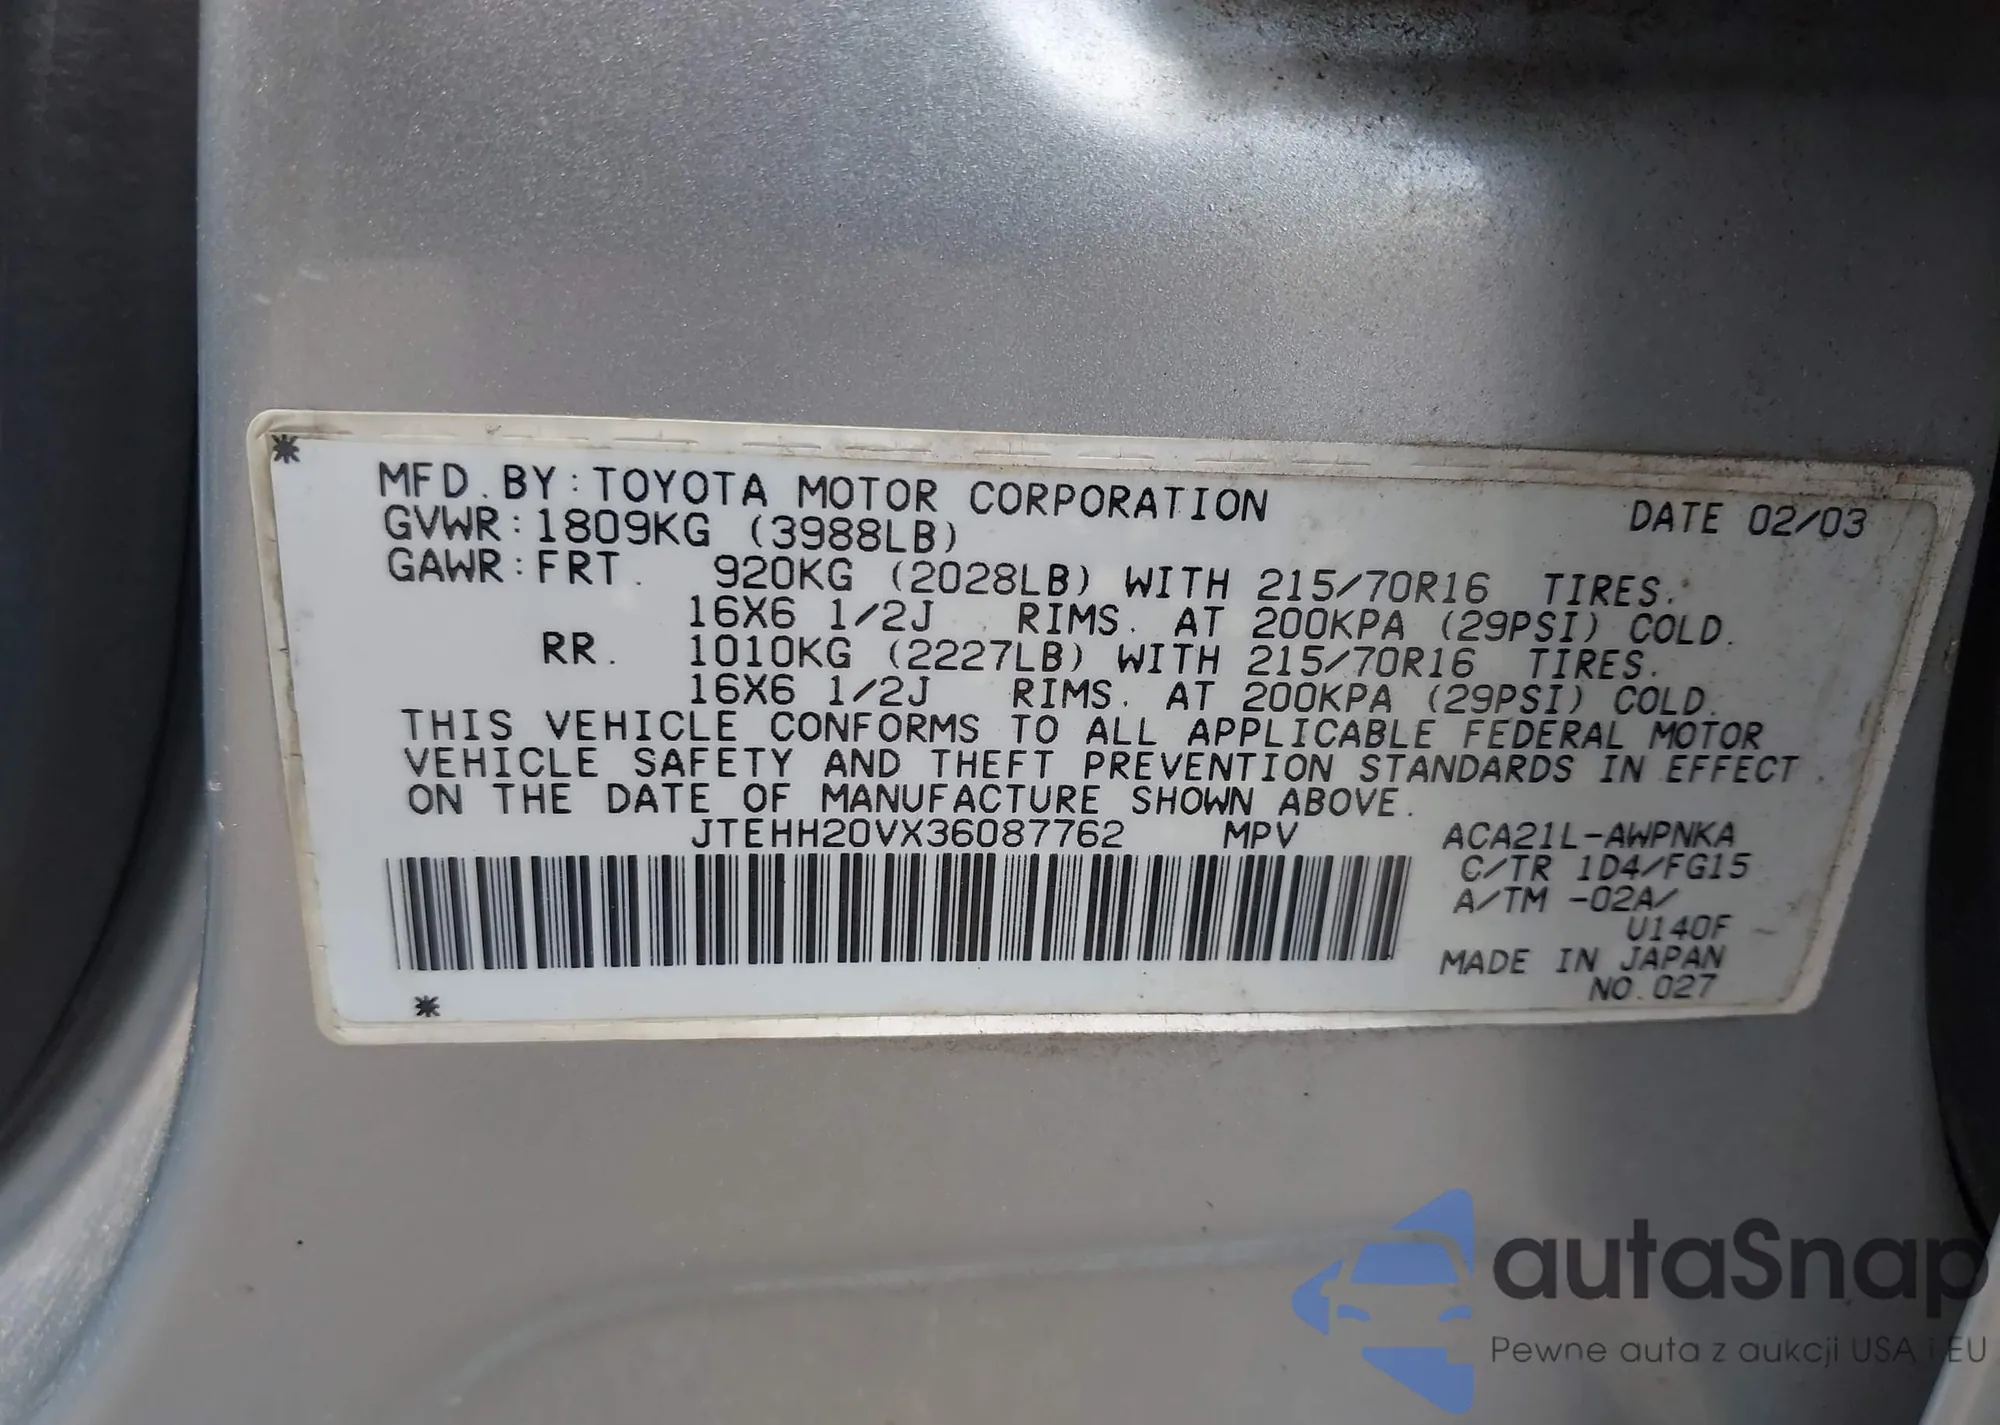 *
MFD. BY: TOYOTA MOTOR CORPORATION DATE 02/03
GVWR: 1809KG (3988LB)
GAWR: FRT. 920KG (2028LB) WITH 215/70R16 TIRES.
16X6 1/2J RIMS. AT 200KPA (29PSI) COLD.
RR. 1010KG (2227LB) WITH 215/70R16 TIRES.
16X6 1/2J RIMS. AT 200KPA (29PSI) COLD.
THIS VEHICLE CONFORMS TO ALL APPLICABLE FEDERAL MOTOR
VEHICLE SAFETY AND THEFT PREVENTION STANDARDS IN EFFECT
ON THE DATE OF MANUFACTURE SHOWN ABOVE.
JTEHH20VX36087762 MPV ACA21L-AWPNKA
C/TR 1D4/FG15
A/TM -02A/
U140F
MADE IN JAPAN
NO. 027
*
autaSnap
Pewne auta z aukcji USA i EU